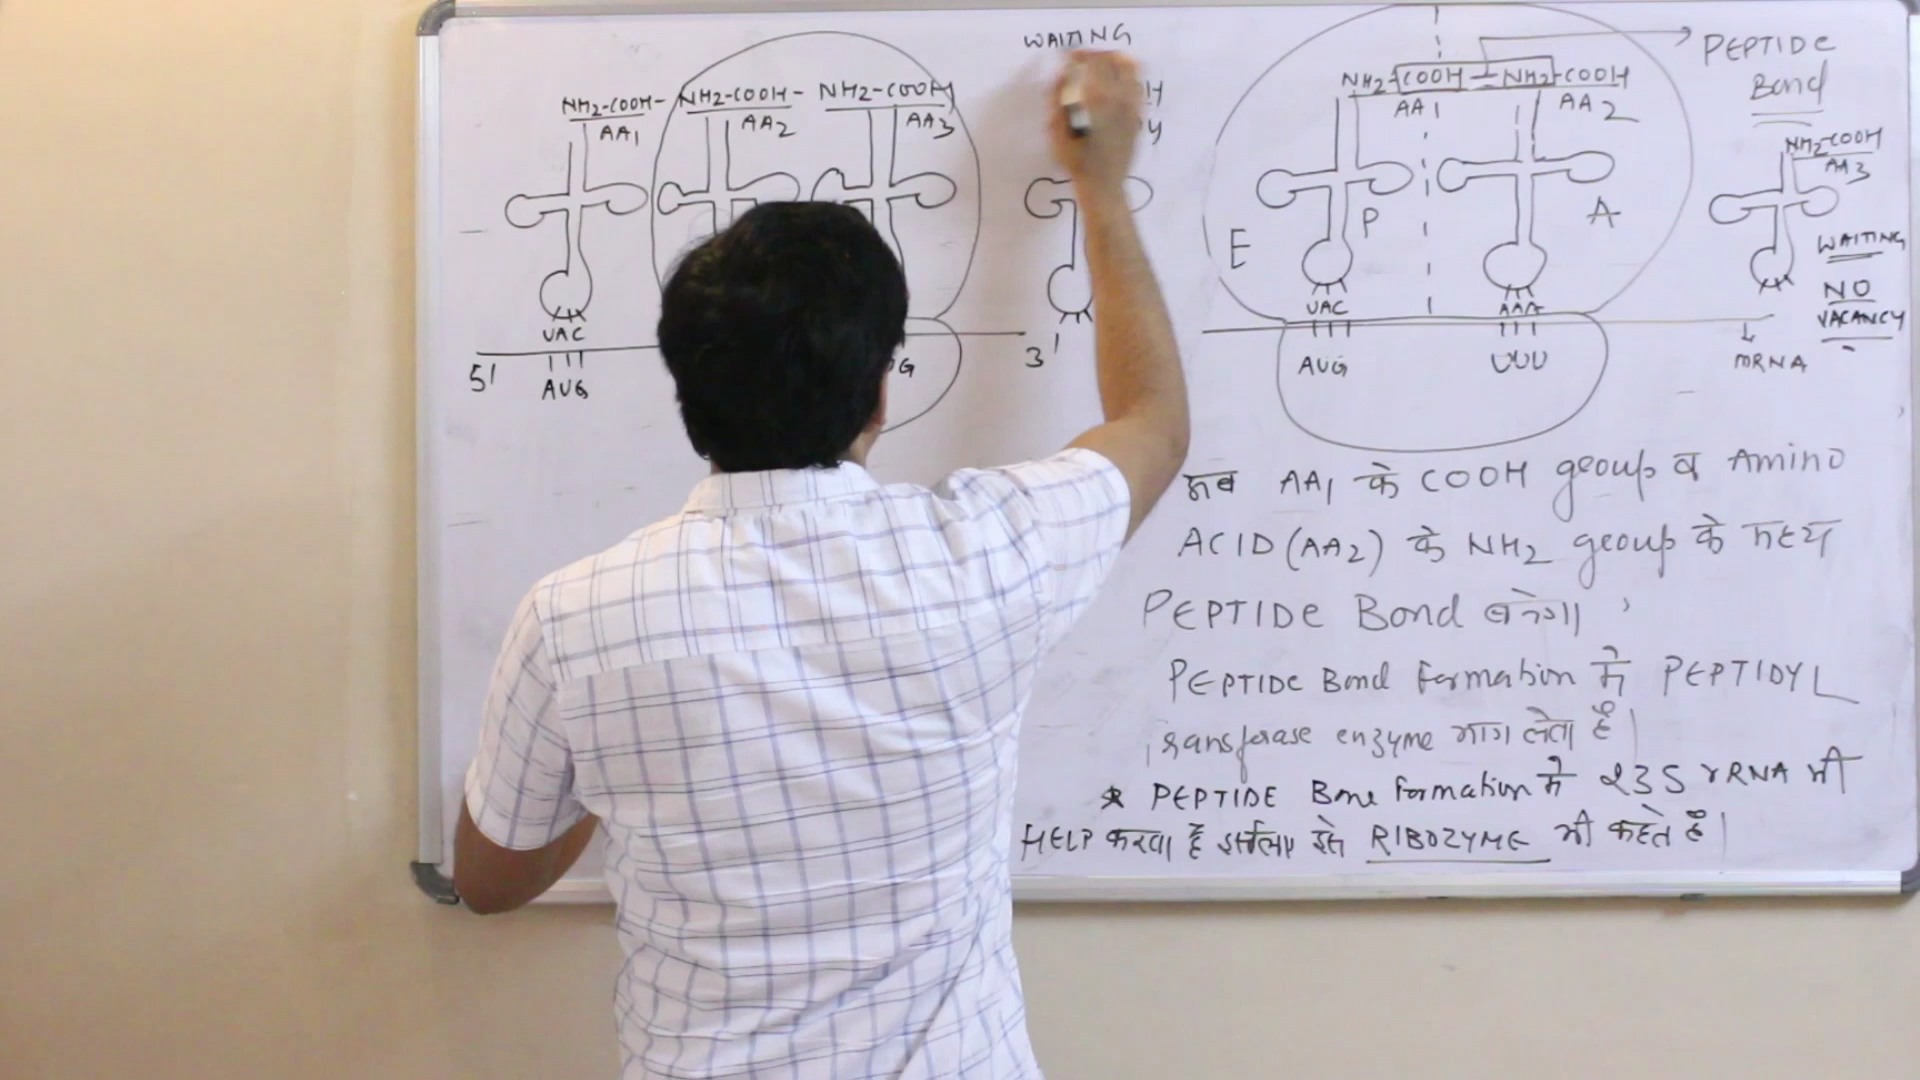 WAITING
NH2-COOH- NH2-COOH- NH2-COOH
AA1 AA2 AA3
UAC
5' 3'
AUG
NH2-COOH-NH2-COOH
AA1 AA2
PEPTIDE
Bond
E P A
UAC AAA
AUG UUU
NH2-COOH
AA3
WAITING
NO
VACANCY
mRNA
अब AA1 के COOH group व Amino
ACID (AA2) के NH2 group के मध्य
PEPTIDE Bond बनेगा
PEPTIDE Bond formation में PEPTIDYL
transferase enzyme भाग लेता है।
* PEPTIDE Bone formation में 23S rRNA भी
HELP करता है इसलिए इसे RIBOZYME भी कहते हैं।